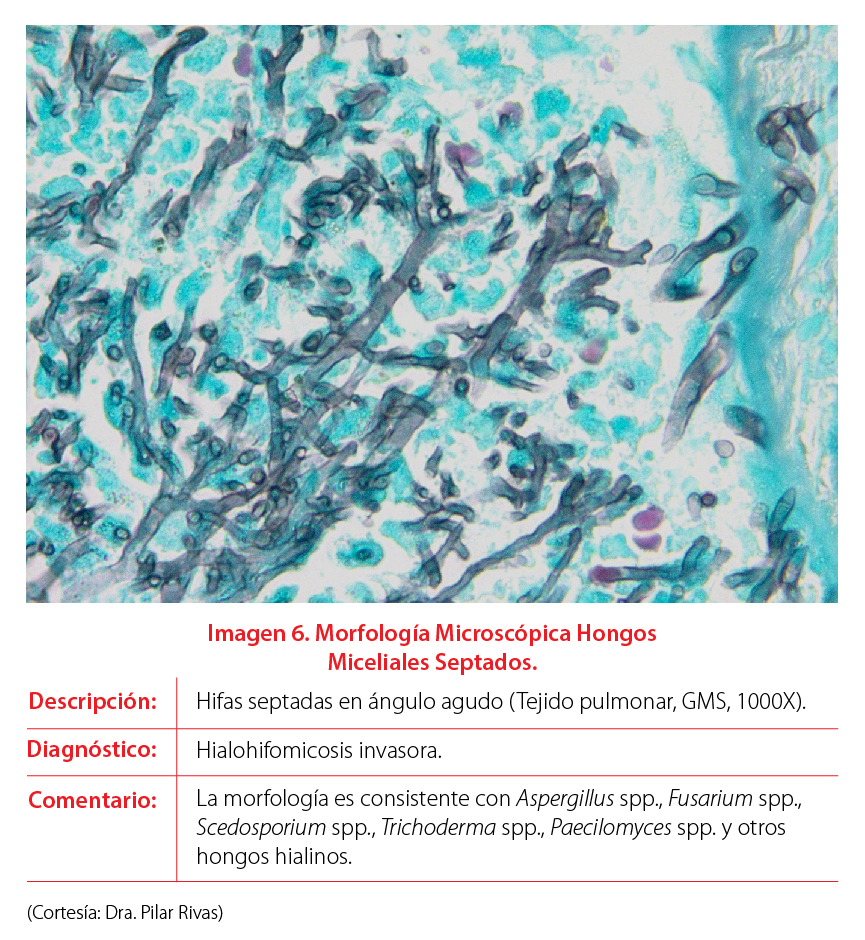 Imagen 6. Morfología Microscópica Hongos
Miceliales Septados.
Descripción: Hifas septadas en ángulo agudo (Tejido pulmonar, GMS, 1000X).
Diagnóstico: Hialohifomicosis invasora.
Comentario: La morfología es consistente con Aspergillus spp., Fusarium spp.,
Scedosporium spp., Trichoderma spp., Paecilomyces spp. y otros
hongos hialinos.
(Cortesía: Dra. Pilar Rivas)